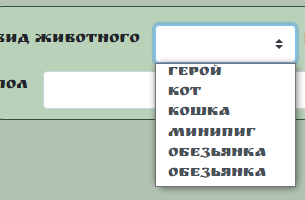 вид животного
герой
пол
кот
кошка
минипиг
обезьянка
обезьянка